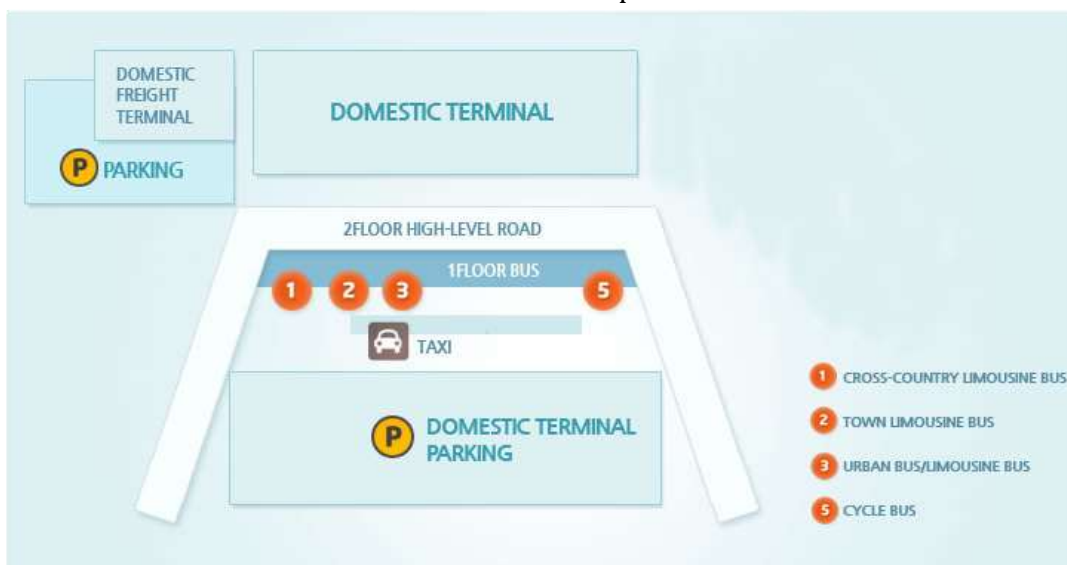 DOMESTIC
FREIGHT
TERMINAL
P PARKING
DOMESTIC TERMINAL
2FLOOR HIGH-LEVEL ROAD
1FLOOR BUS
1 2 3 5
TAXI
P DOMESTIC TERMINAL
PARKING
1 CROSS-COUNTRY LIMOUSINE BUS
2 TOWN LIMOUSINE BUS
3 URBAN BUS/LIMOUSINE BUS
5 CYCLE BUS